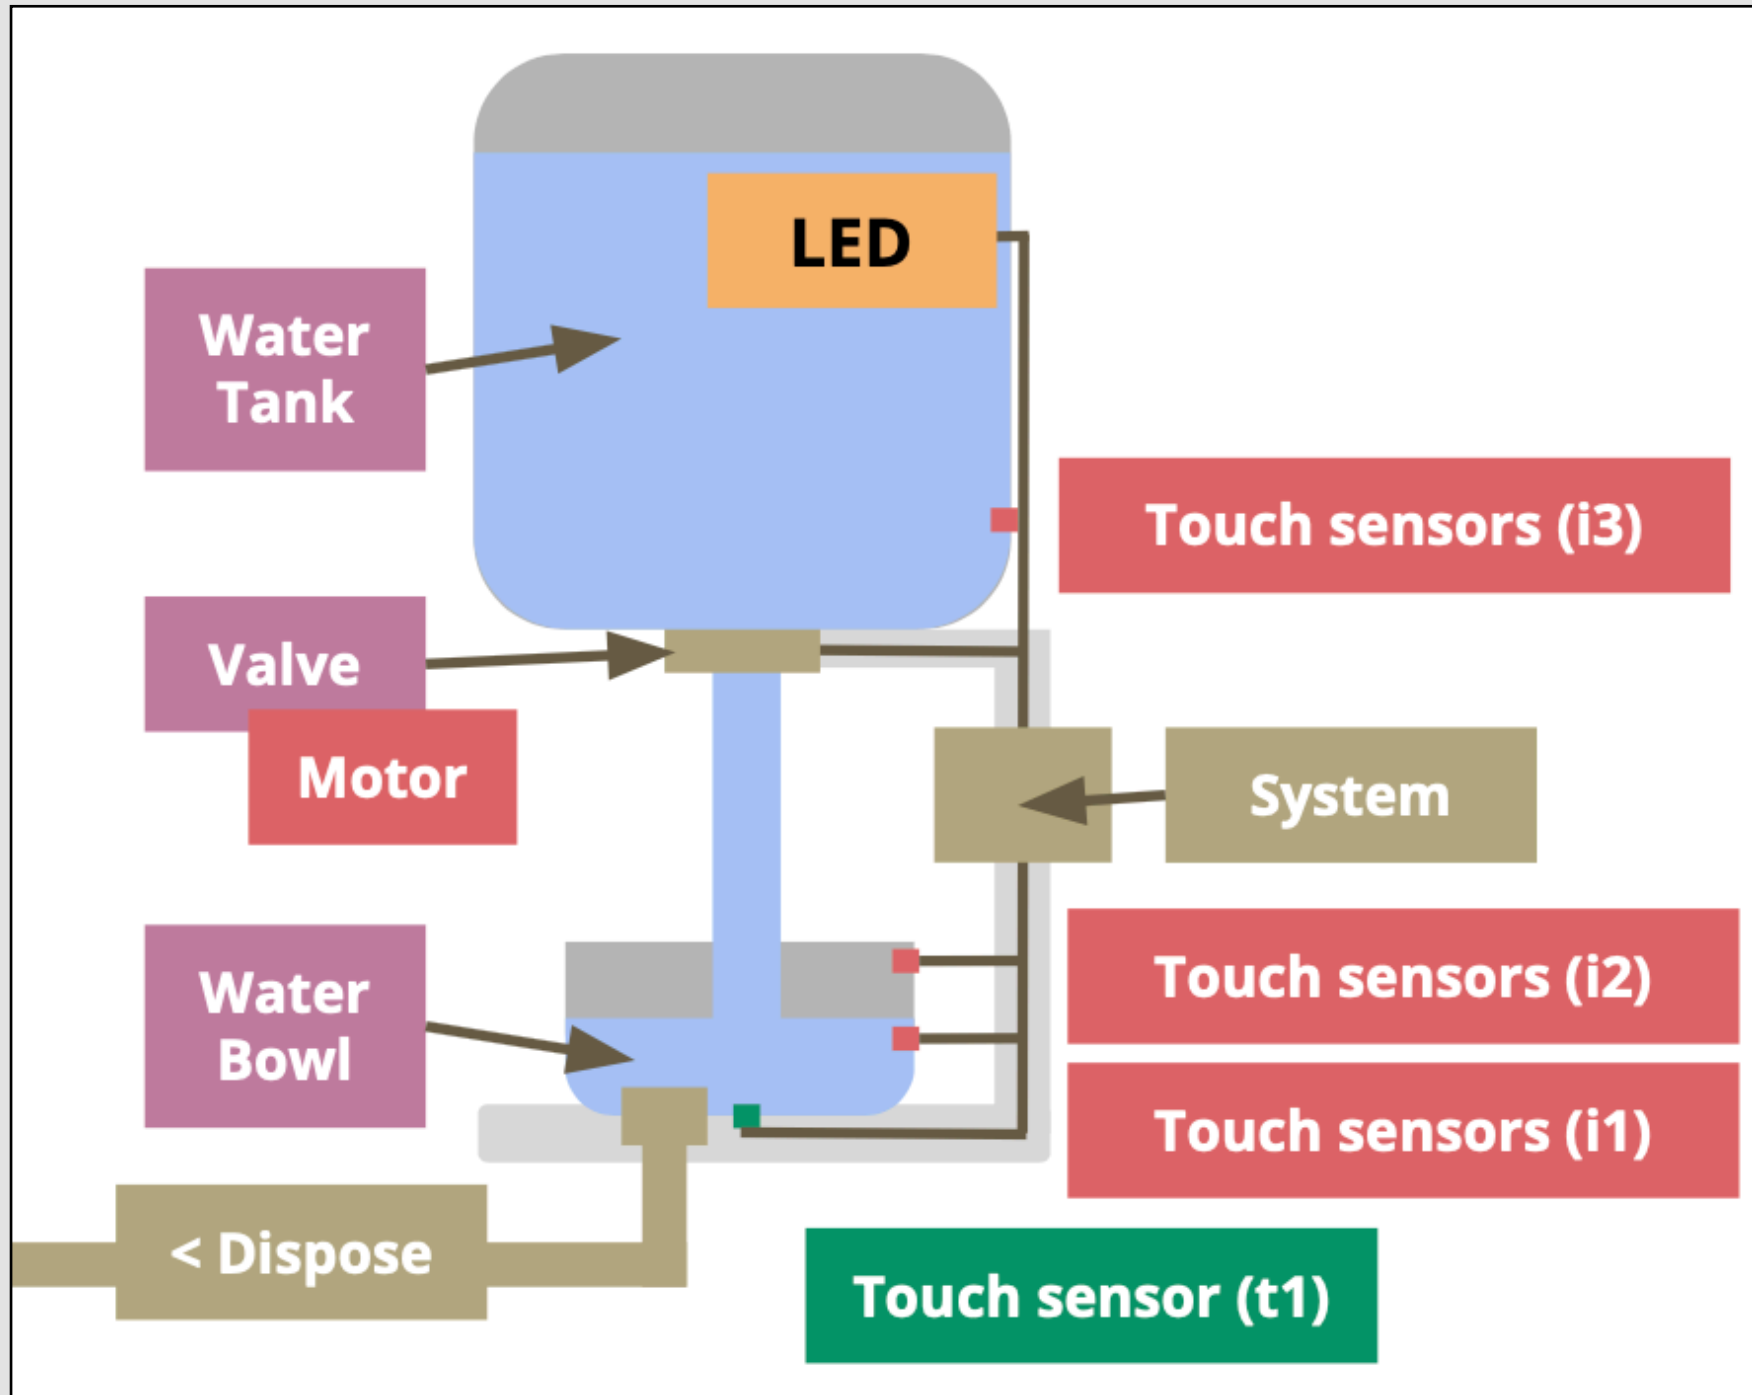 LED
Water
Tank
Touch sensors (i3)
Valve
Motor
System
Water
Bowl
Touch sensors (i2)
Touch sensors (i1)
< Dispose
Touch sensor (t1)